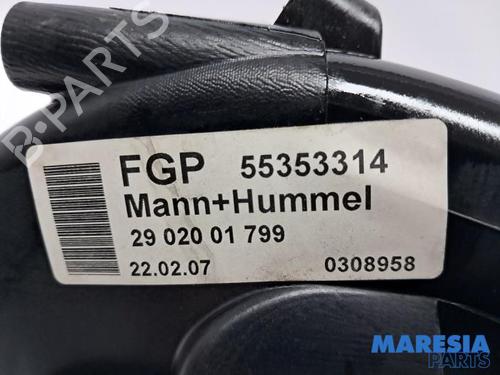 B-PARTS
FGP 55353314
Mann+Hummel
29 020 01 799
22.02.07 0308958
MARESIA
PARTS